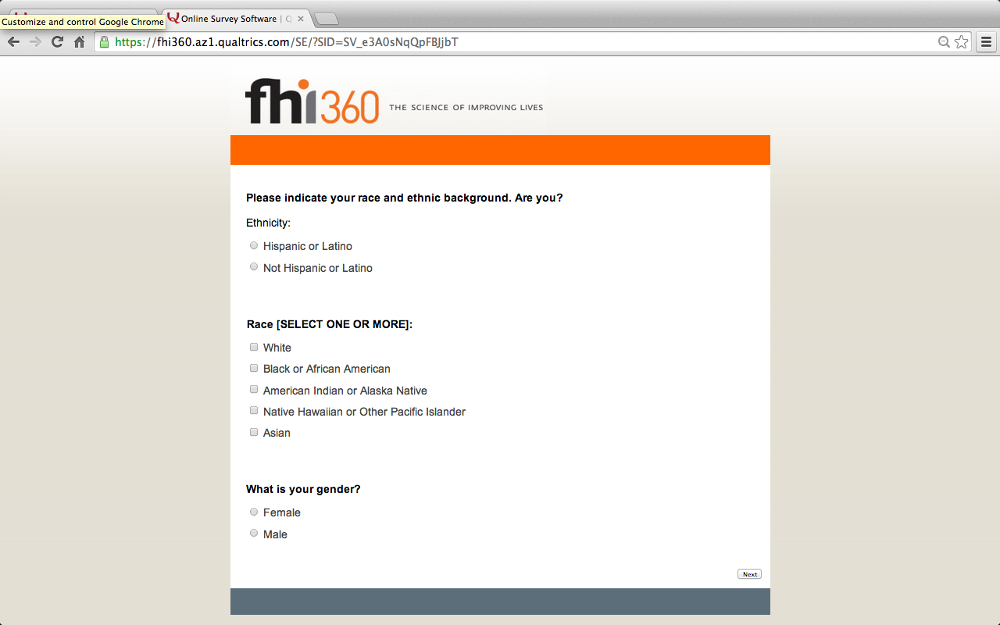 Customize and control Google Chrome
Online Survey Software | Q
https://fhi360.az1.qualtrics.com/SE/?SID=SV_e3A0sNqQpFBJjbT
fhi360 THE SCIENCE OF IMPROVING LIVES
Please indicate your race and ethnic background. Are you?
Ethnicity:
Hispanic or Latino
Not Hispanic or Latino
Race [SELECT ONE OR MORE]:
White
Black or African American
American Indian or Alaska Native
Native Hawaiian or Other Pacific Islander
Asian
What is your gender?
Female
Male
Next